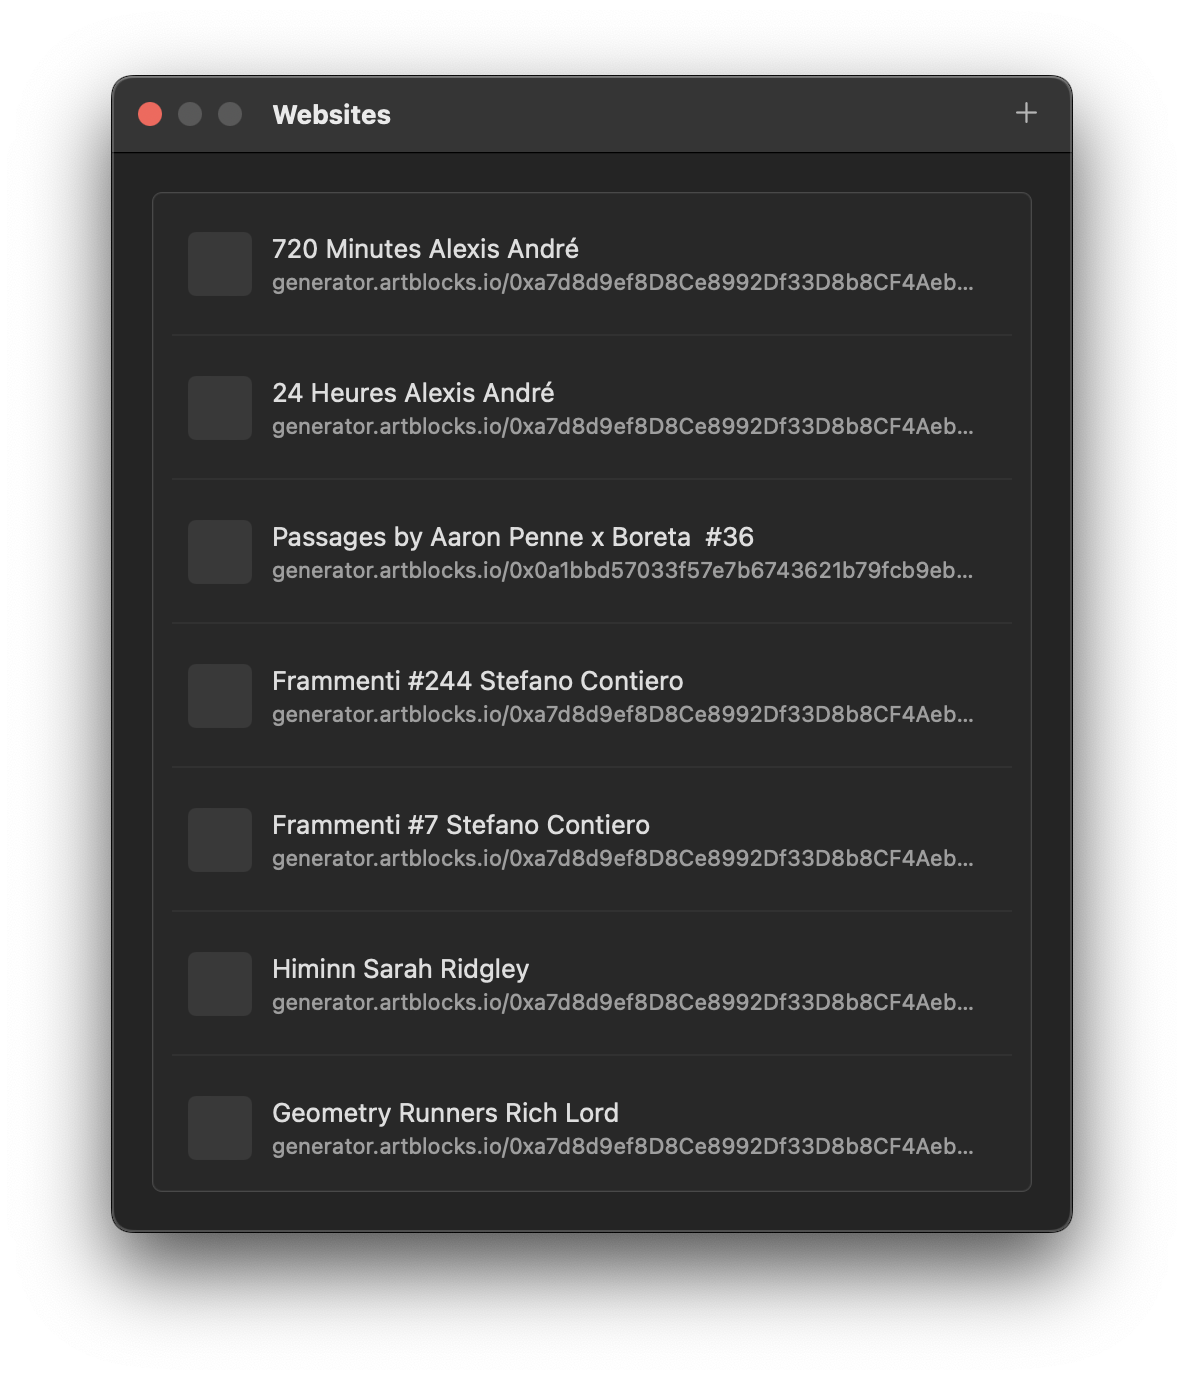 Websites
720 Minutes Alexis André
generator.artblocks.io/0xa7d8d9ef8D8Ce8992Df33D8b8CF4Aeb...
24 Heures Alexis André
generator.artblocks.io/0xa7d8d9ef8D8Ce8992Df33D8b8CF4Aeb...
Passages by Aaron Penne x Boreta  #36
generator.artblocks.io/0x0a1bbd57033f57e7b6743621b79fcb9eb...
Frammenti #244 Stefano Contiero
generator.artblocks.io/0xa7d8d9ef8D8Ce8992Df33D8b8CF4Aeb...
Frammenti #7 Stefano Contiero
generator.artblocks.io/0xa7d8d9ef8D8Ce8992Df33D8b8CF4Aeb...
Himinn Sarah Ridgley
generator.artblocks.io/0xa7d8d9ef8D8Ce8992Df33D8b8CF4Aeb...
Geometry Runners Rich Lord
generator.artblocks.io/0xa7d8d9ef8D8Ce8992Df33D8b8CF4Aeb...